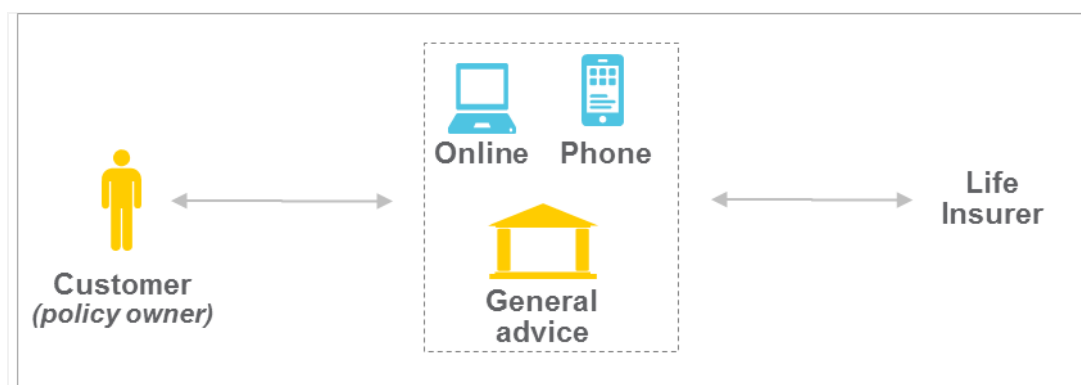 Online
Phone
Customer
(policy owner)
General
advice
Life
Insurer